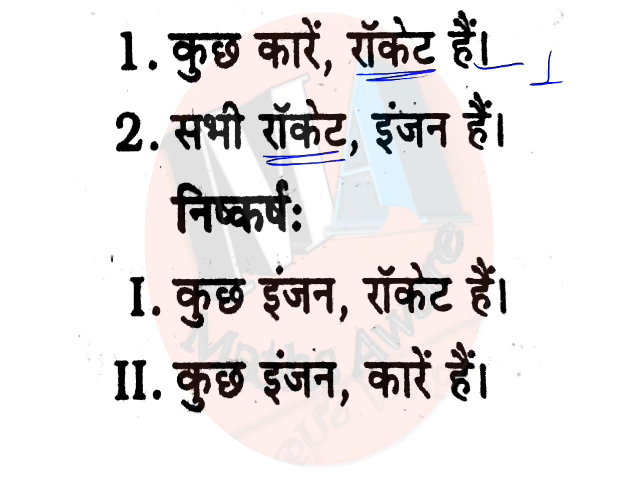 1. कुछ कारें, रॉकेट हैं।
2. सभी रॉकेट, इंजन हैं।
निष्कर्षः
I. कुछ इंजन, रॉकेट हैं।
II. कुछ इंजन, कारें हैं।